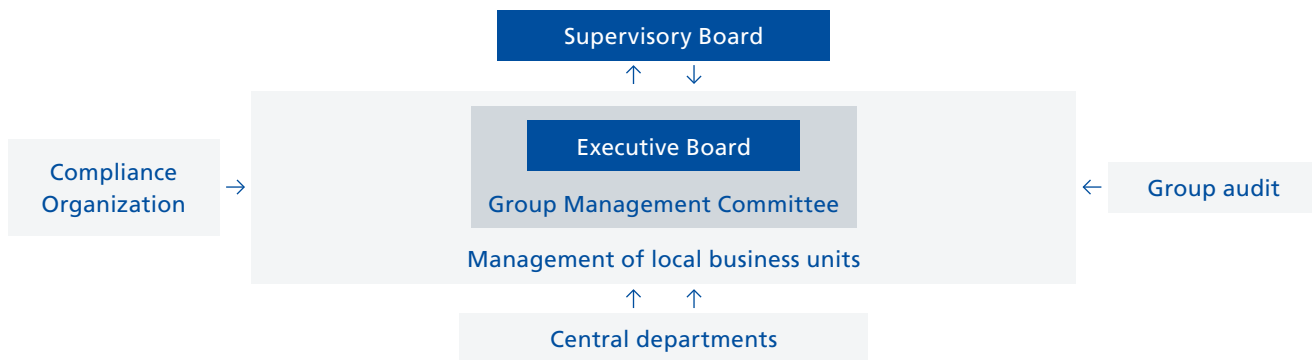 Supervisory Board
Executive Board
Compliance
Organization
Group audit
Group Management Committee
Management of local business units
Central departments